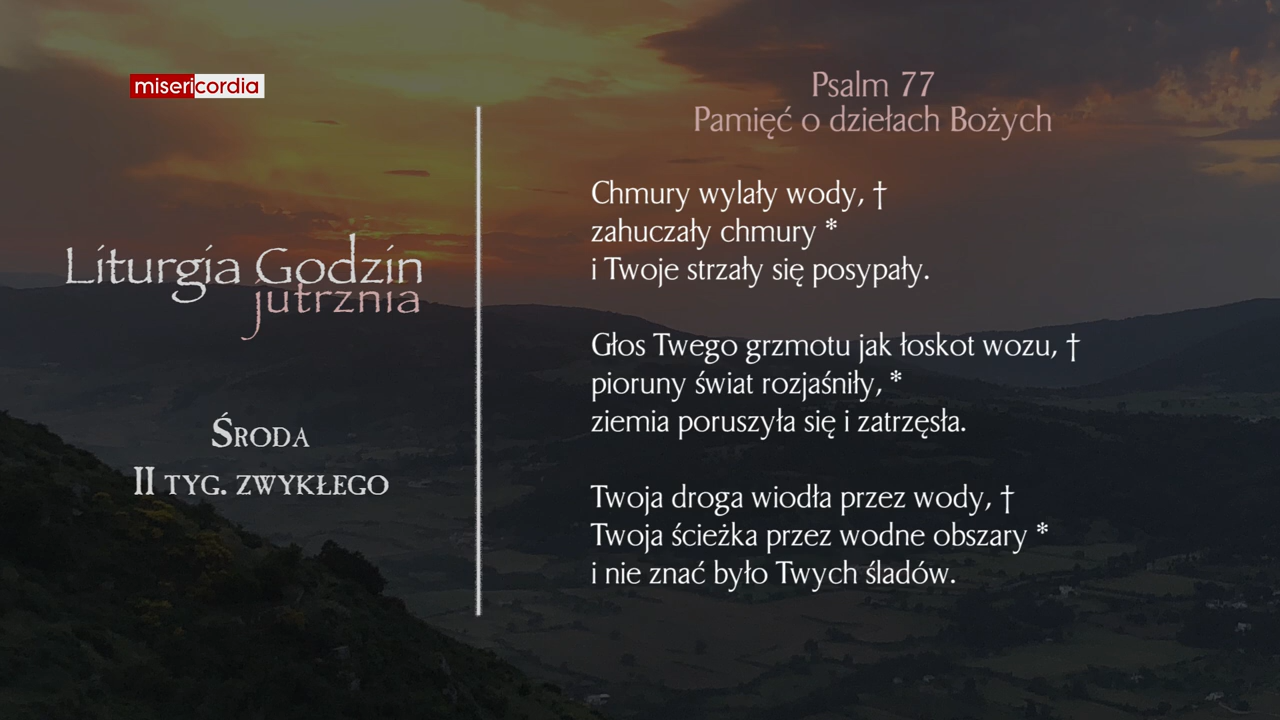 misericordia
Liturgia Godzin
jutrznia
Środa
II tyg. zwykłego
Psalm 77
Pamięć o dziełach Bożych
Chmury wylały wody, †
zahuczały chmury *
i Twoje strzały się posypały.
Głos Twego grzmotu jak łoskot wozu, †
pioruny świat rozjaśniły, *
ziemia poruszyła się i zatrzęsła.
Twoja droga wiodła przez wody, †
Twoja ścieżka przez wodne obszary *
i nie znać było Twych śladów.